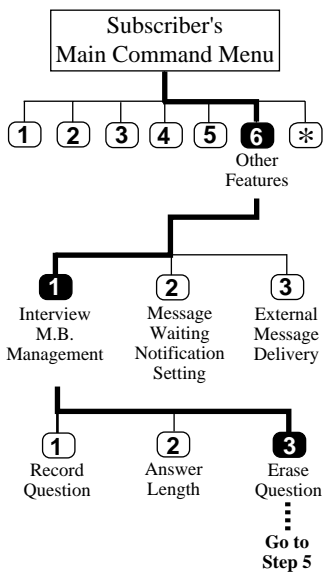 Subscriber's
Main Command Menu
1 2 3 4 5 6 *
Other
Features
1 2 3
Interview
M.B.
Management
Message
Waiting
Notification
Setting
External
Message
Delivery
1 2 3
Record
Question
Answer
Length
Erase
Question
Go to
Step 5